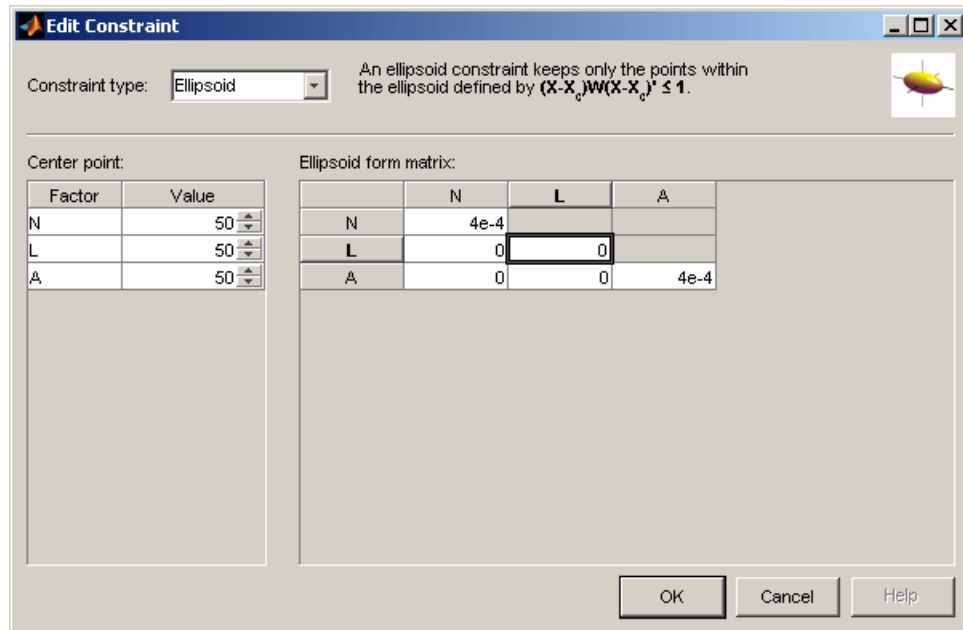 Edit Constraint
Constraint type: Ellipsoid
An ellipsoid constraint keeps only the points within
the ellipsoid defined by (X-Xc)W(X-Xc)' ≤ 1.
Center point:
Factor Value
N 50
L 50
A 50
Ellipsoid form matrix:
N L A
N 4e-4
L 0 0
A 0 0 4e-4
OK Cancel Help